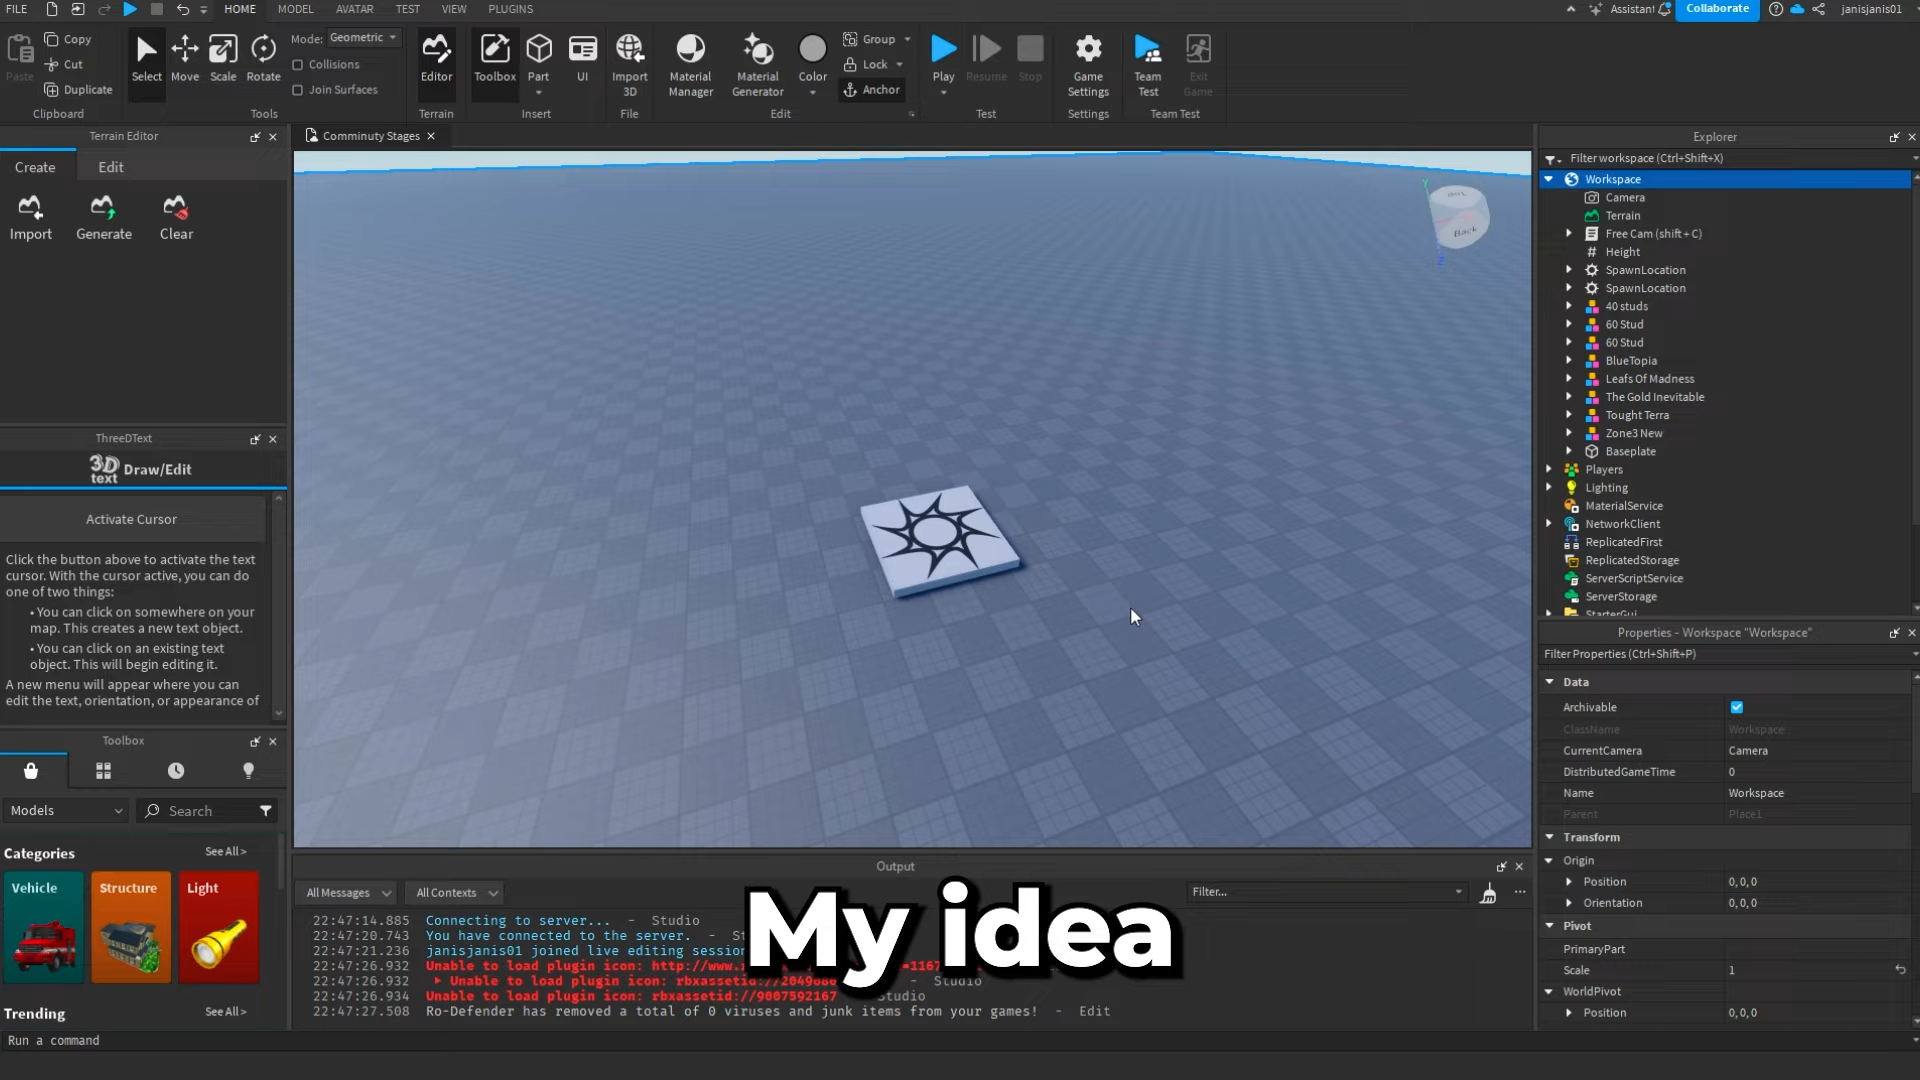 FILE
HOME
MODEL
AVATAR
TEST
VIEW
PLUGINS
Assistant
Collaborate
janisjanis01
Paste
Copy
Cut
Duplicate
Clipboard
Select
Move
Scale
Rotate
Mode: Geometric
Collisions
Join Surfaces
Tools
Editor
Terrain
Toolbox
Part
UI
Insert
Import
3D
File
Material
Manager
Material
Generator
Color
Group
Lock
Anchor
Edit
Play
Resume
Stop
Test
Game
Settings
Settings
Team
Test
Exit
Game
Team Test
Terrain Editor
Create
Edit
Import
Generate
Clear
ThreeDText
3D
text
Draw/Edit
Activate Cursor
Click the button above to activate the text
cursor. With the cursor active, you can do
one of two things:
• You can click on somewhere on your
map. This creates a new text object.
• You can click on an existing text
object. This will begin editing it.
A new menu will appear where you can
edit the text, orientation, or appearance of
Toolbox
Models
Search
Categories
See All >
Vehicle
Structure
Light
Trending
See All >
Run a command
Comminuty Stages
Y
Back
Z
Output
All Messages
All Contexts
Filter...
22:47:14.885 Connecting to server... - Studio
22:47:20.743 You have connected to the server. -
22:47:21.236 janisjanis01 joined live editing session
22:47:26.932 Unable to load plugin icon: http://www.
22:47:26.932 Unable to load plugin icon: rbxassetid:// - Studio
22:47:26.934 Unable to load plugin icon: rbxassetid://9007592167 - Studio
22:47:27.508 Ro-Defender has removed a total of 0 viruses and junk items from your games! - Edit
My idea
Explorer
Filter workspace (Ctrl+Shift+X)
Workspace
Camera
Terrain
Free Cam (shift + C)
Height
SpawnLocation
SpawnLocation
40 studs
60 Stud
60 Stud
BlueTopia
Leafs Of Madness
The Gold Inevitable
Tought Terra
Zone3 New
Baseplate
Players
Lighting
MaterialService
NetworkClient
ReplicatedFirst
ReplicatedStorage
ServerScriptService
ServerStorage
StarterGui
Properties - Workspace "Workspace"
Filter Properties (Ctrl+Shift+P)
Data
Archivable
ClassName Workspace
CurrentCamera Camera
DistributedGameTime 0
Name Workspace
Parent Place1
Transform
Origin
Position 0, 0, 0
Orientation 0, 0, 0
Pivot
PrimaryPart
Scale 1
WorldPivot
Position 0, 0, 0